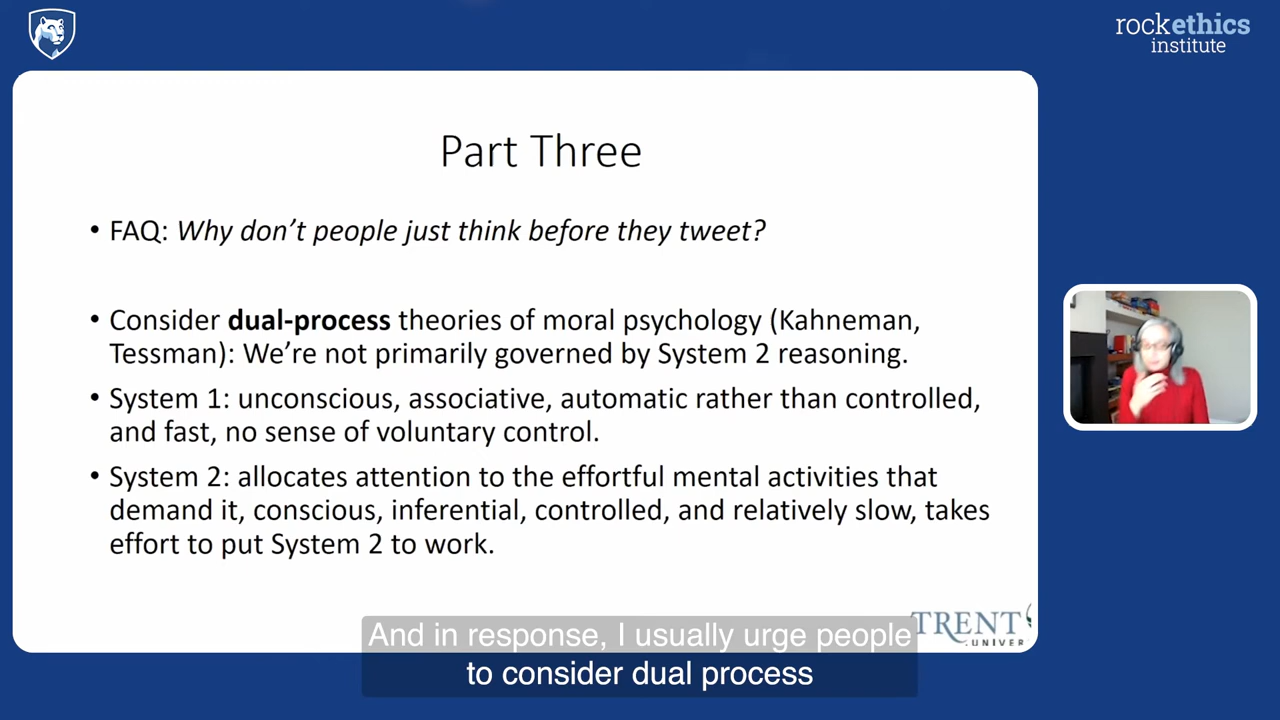 rockethics
institute
Part Three
• FAQ: Why don't people just think before they tweet?
• Consider dual-process theories of moral psychology (Kahneman,
Tessman): We're not primarily governed by System 2 reasoning.
• System 1: unconscious, associative, automatic rather than controlled,
and fast, no sense of voluntary control.
• System 2: allocates attention to the effortful mental activities that
demand it, conscious, inferential, controlled, and relatively slow, takes
effort to put System 2 to work.
TRENT
UNIVER
And in response, I usually urge people
to consider dual process